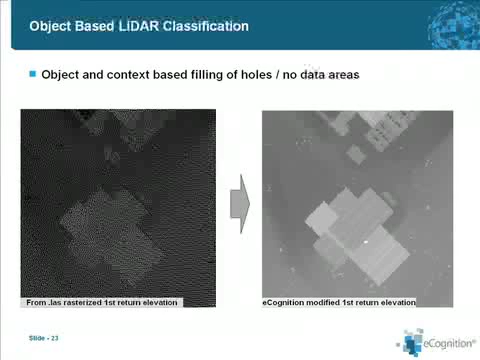 Object Based LiDAR Classification
Object and context based filling of holes / no data areas
From .las rasterized 1st return elevation
eCognition modified 1st return elevation
Slide - 23
eCognition®